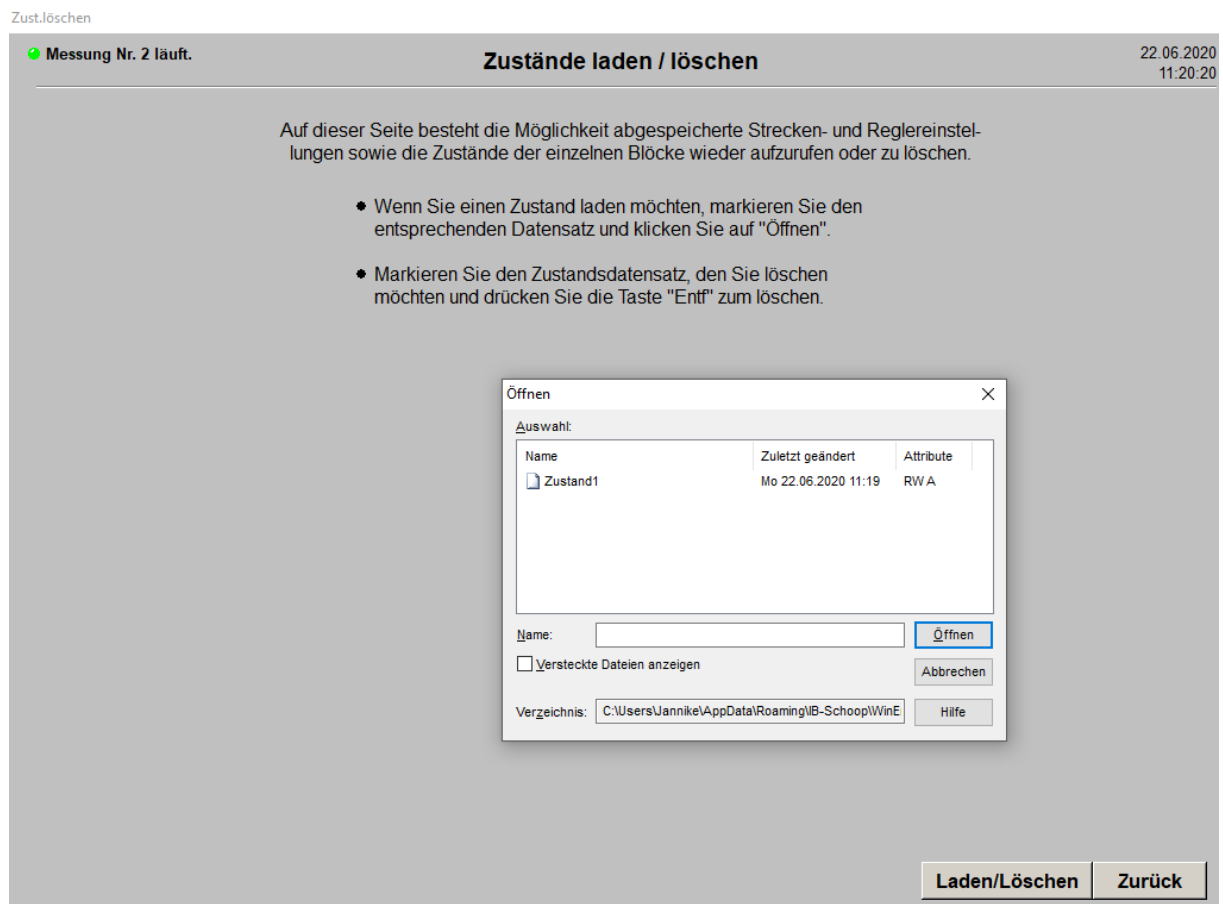 Zust.löschen
Messung Nr. 2 läuft.
Zustände laden / löschen
22.06.2020
11:20:20
Auf dieser Seite besteht die Möglichkeit abgespeicherte Strecken- und Reglereinstel-
lungen sowie die Zustände der einzelnen Blöcke wieder aufzurufen oder zu löschen.
Wenn Sie einen Zustand laden möchten, markieren Sie den
entsprechenden Datensatz und klicken Sie auf "Öffnen".
Markieren Sie den Zustandsdatensatz, den Sie löschen
möchten und drücken Sie die Taste "Entf" zum löschen.
Öffnen
Auswahl:
Name Zuletzt geändert Attribute
Zustand1 Mo 22.06.2020 11:19 RW A
Name: Öffnen
Versteckte Dateien anzeigen
Abbrechen
Verzeichnis: C:\Users\Jannike\AppData\Roaming\IB-Schoop\WinE Hilfe
Laden/Löschen Zurück